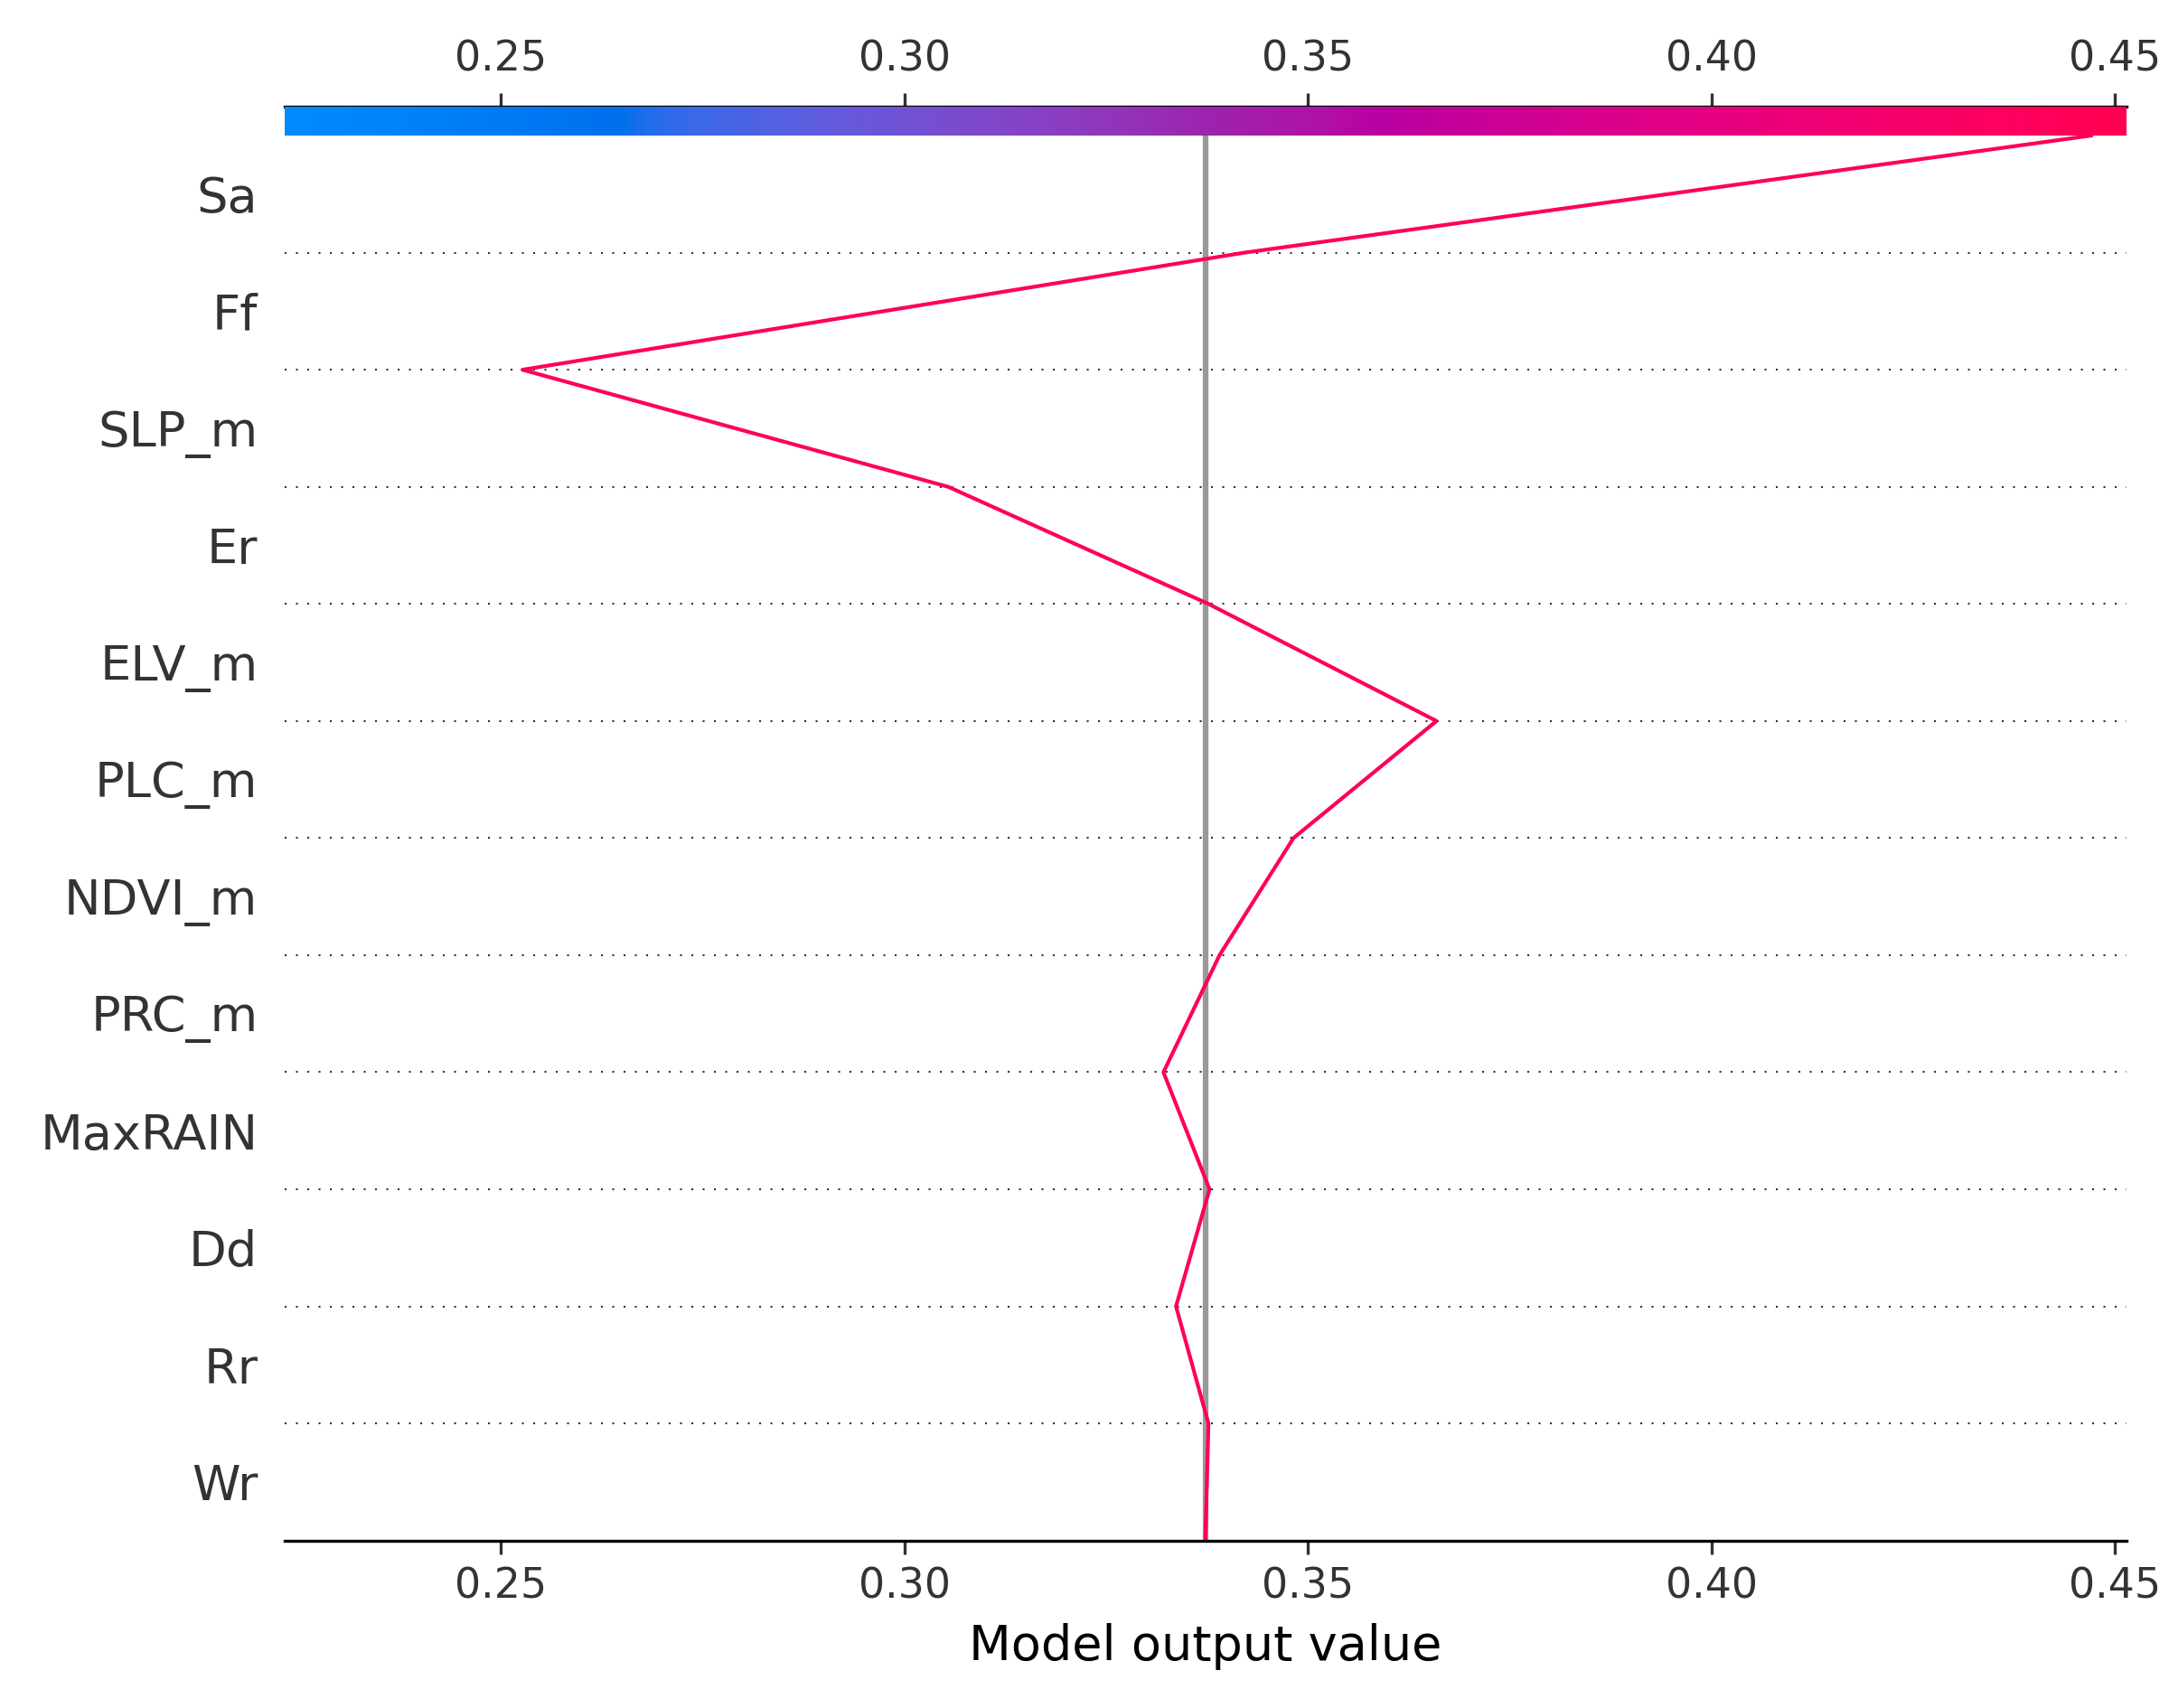 0.25 0.30 0.35 0.40 0.45
Sa
Ff
SLP_m
Er
ELV_m
PLC_m
NDVI_m
PRC_m
MaxRAIN
Dd
Rr
Wr
0.25 0.30 0.35 0.40 0.45
Model output value